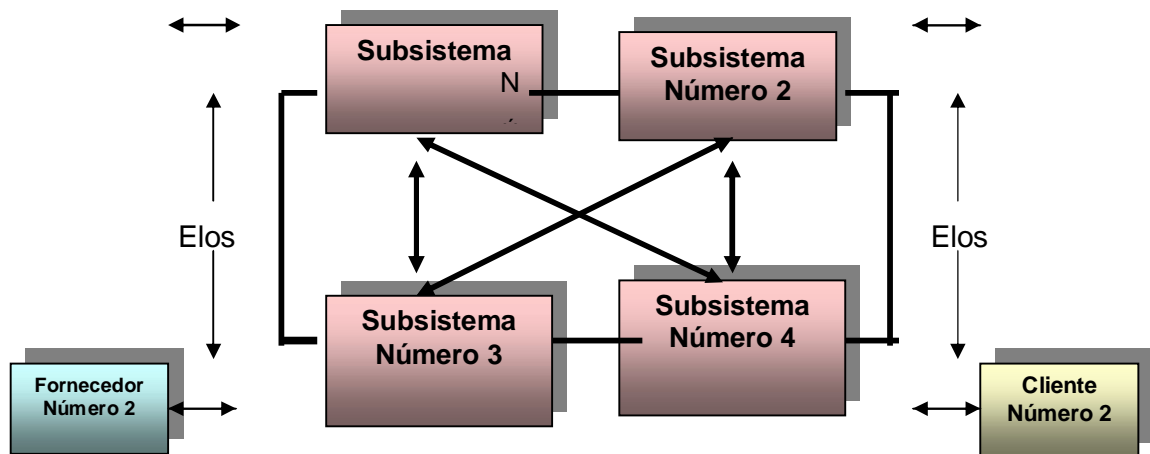 Subsistema
N
Subsistema
Número 2
Elos
Elos
Subsistema
Número 3
Subsistema
Número 4
Fornecedor
Número 2
Cliente
Número 2